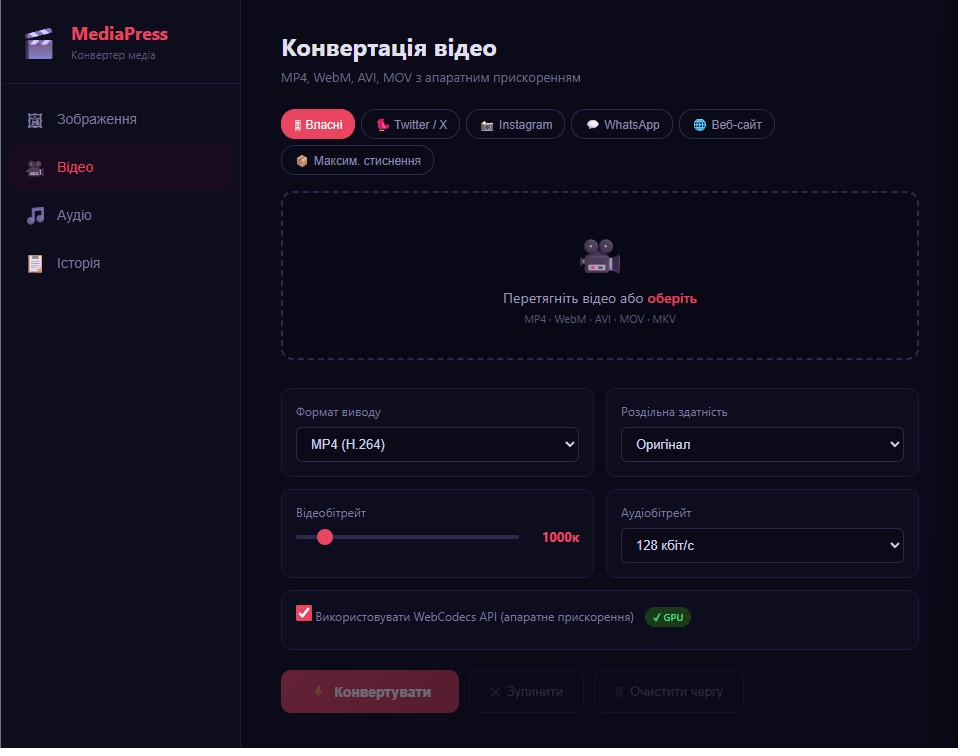 MediaPress
Конвертер медіа
Зображення
Відео
Аудіо
Історія
Конвертація відео
MP4, WebM, AVI, MOV з апаратним прискоренням
Власні
Twitter / X
Instagram
WhatsApp
Веб-сайт
Максим. стиснення
Перетягніть відео або оберіть
MP4 · WebM · AVI · MOV · MKV
Формат виводу
MP4 (H.264)
Роздільна здатність
Оригінал
Відеобітрейт
1000к
Аудіобітрейт
128 кбіт/с
Використовувати WebCodecs API (апаратне прискорення) ✓ GPU
Конвертувати
✕ Зупинити
Очистити чергу